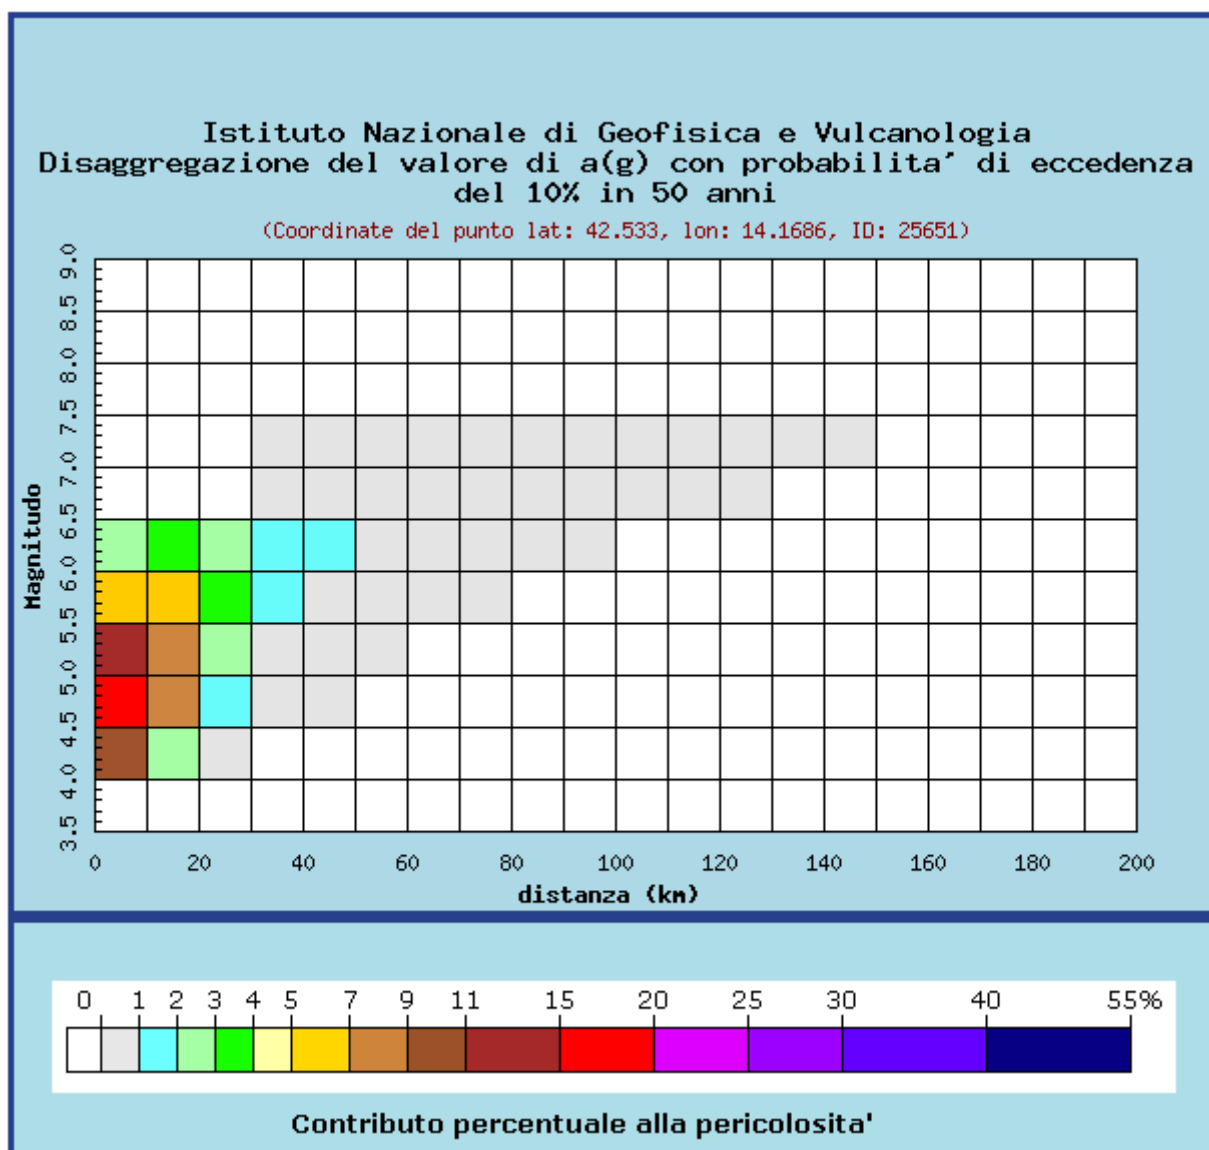 Istituto Nazionale di Geofisica e Vulcanologia
Disaggregazione del valore di a(g) con probabilita' di eccedenza
del 10% in 50 anni
(Coordinate del punto lat: 42.533, lon: 14.1686, ID: 25651)
Magnitudo
9.0
8.5
8.0
7.5
7.0
6.5
6.0
5.5
5.0
4.5
4.0
3.5
0 20 40 60 80 100 120 140 160 180 200
distanza (km)
0 1 2 3 4 5 7 9 11 15 20 25 30 40 55%
Contributo percentuale alla pericolosita'